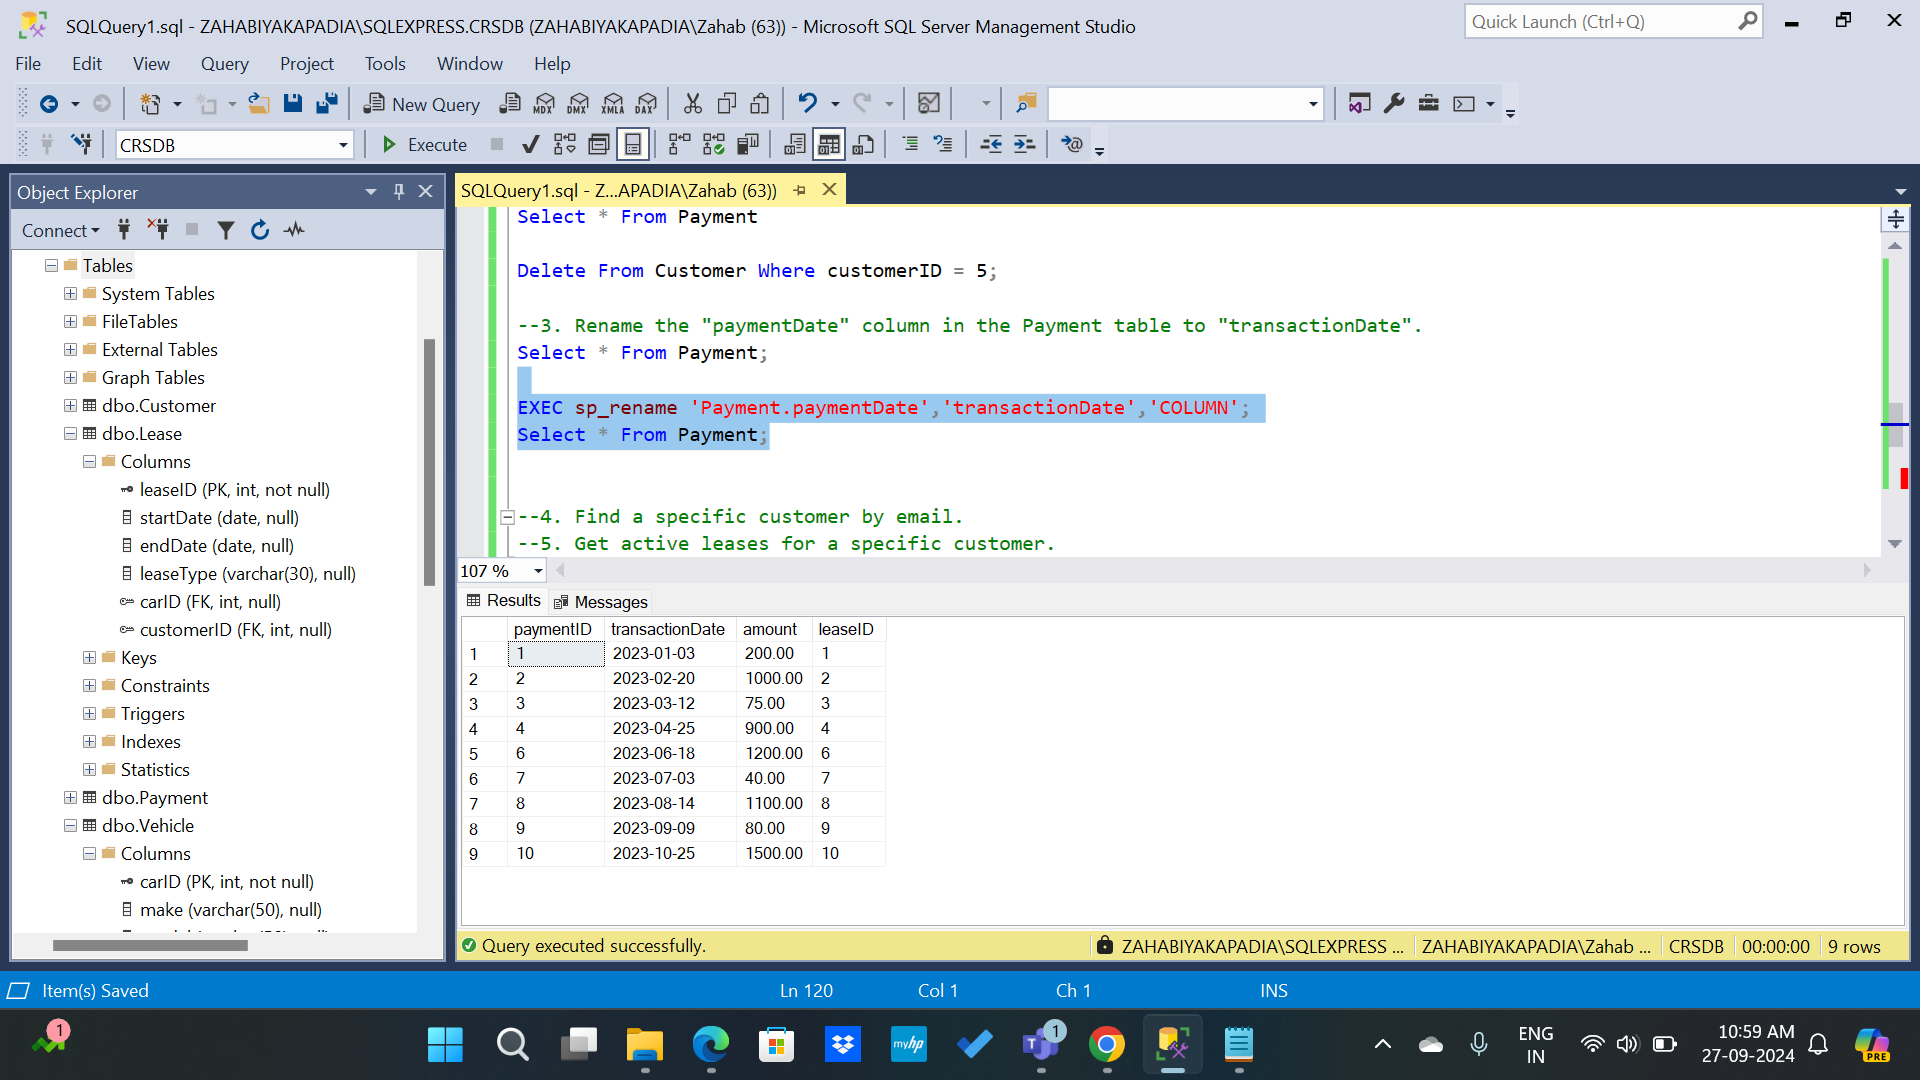 SQLQuery1.sql - ZAHABIYAKAPADIA\SQLEXPRESS.CRSDB (ZAHABIYAKAPADIA\Zahab (63)) - Microsoft SQL Server Management Studio
Quick Launch (Ctrl+Q)
File Edit View Query Project Tools Window Help
New Query MDX DMX XMLA DAX
CRSDB Execute
Object Explorer
SQLQuery1.sql - Z...APADIA\Zahab (63))
Connect
Tables
System Tables
FileTables
External Tables
Graph Tables
dbo.Customer
dbo.Lease
Columns
leaseID (PK, int, not null)
startDate (date, null)
endDate (date, null)
leaseType (varchar(30), null)
carID (FK, int, null)
customerID (FK, int, null)
Keys
Constraints
Triggers
Indexes
Statistics
dbo.Payment
dbo.Vehicle
Columns
carID (PK, int, not null)
make (varchar(50), null)
Select * From Payment
Delete From Customer Where customerID = 5;
--3. Rename the "paymentDate" column in the Payment table to "transactionDate".
Select * From Payment;
EXEC sp_rename 'Payment.paymentDate','transactionDate','COLUMN';
Select * From Payment;
--4. Find a specific customer by email.
--5. Get active leases for a specific customer.
107 %
Results Messages
paymentID transactionDate amount leaseID
1 1 2023-01-03 200.00 1
2 2 2023-02-20 1000.00 2
3 3 2023-03-12 75.00 3
4 4 2023-04-25 900.00 4
5 6 2023-06-18 1200.00 6
6 7 2023-07-03 40.00 7
7 8 2023-08-14 1100.00 8
8 9 2023-09-09 80.00 9
9 10 2023-10-25 1500.00 10
Query executed successfully. ZAHABIYAKAPADIA\SQLEXPRESS ... ZAHABIYAKAPADIA\Zahab ... CRSDB 00:00:00 9 rows
Item(s) Saved Ln 120 Col 1 Ch 1 INS
1
myhp
1
ENG
IN
10:59 AM
27-09-2024
PRE